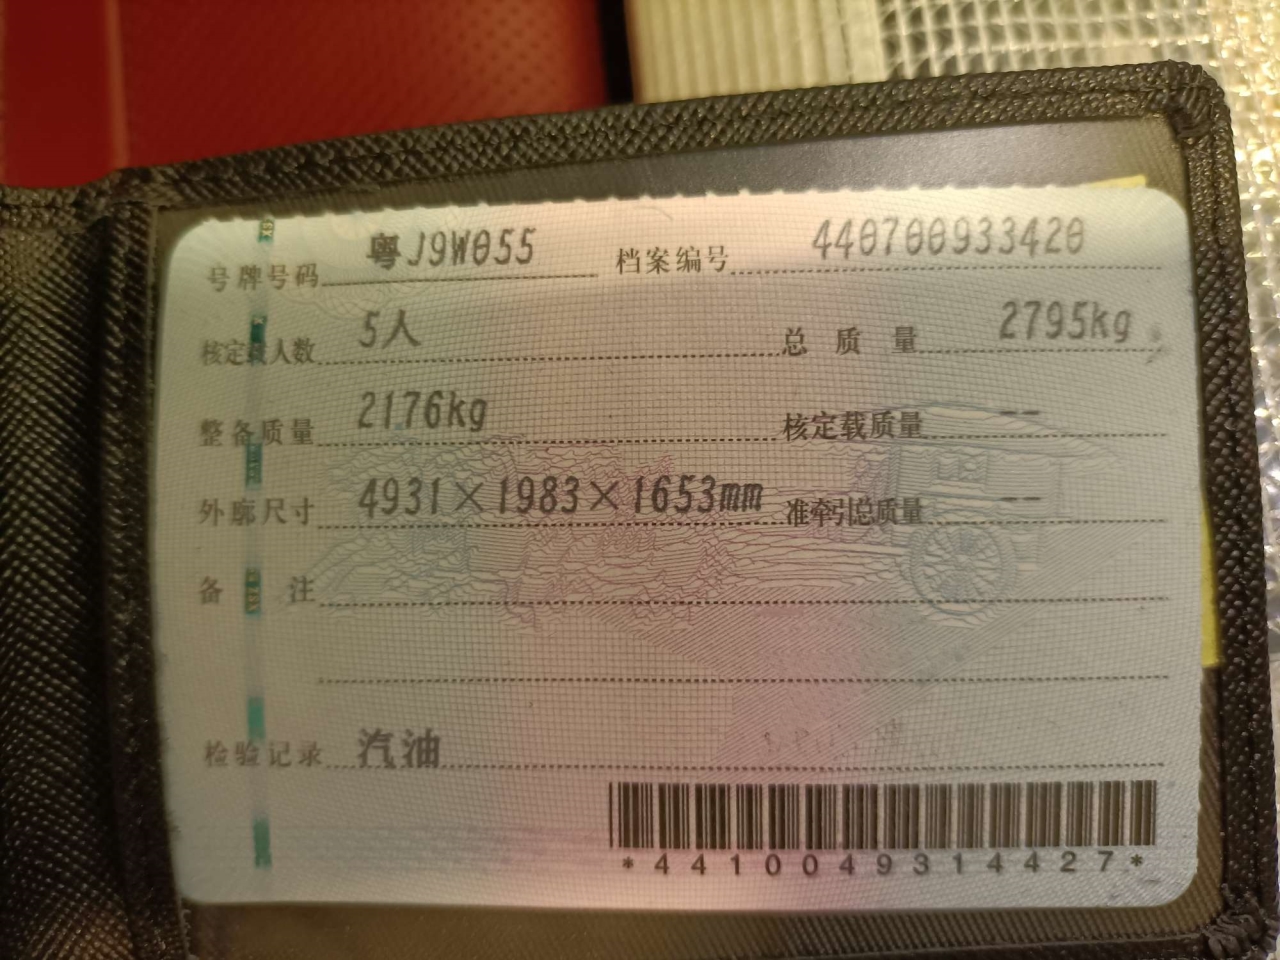 号牌号码 粤J9W055 档案编号 440700933420
核定载人数 5人 总质量 2795kg
整备质量 2176kg 核定载质量 --
外廓尺寸 4931×1983×1653mm 准牵引总质量 --
备注
检验记录 汽油
*4410049314427*